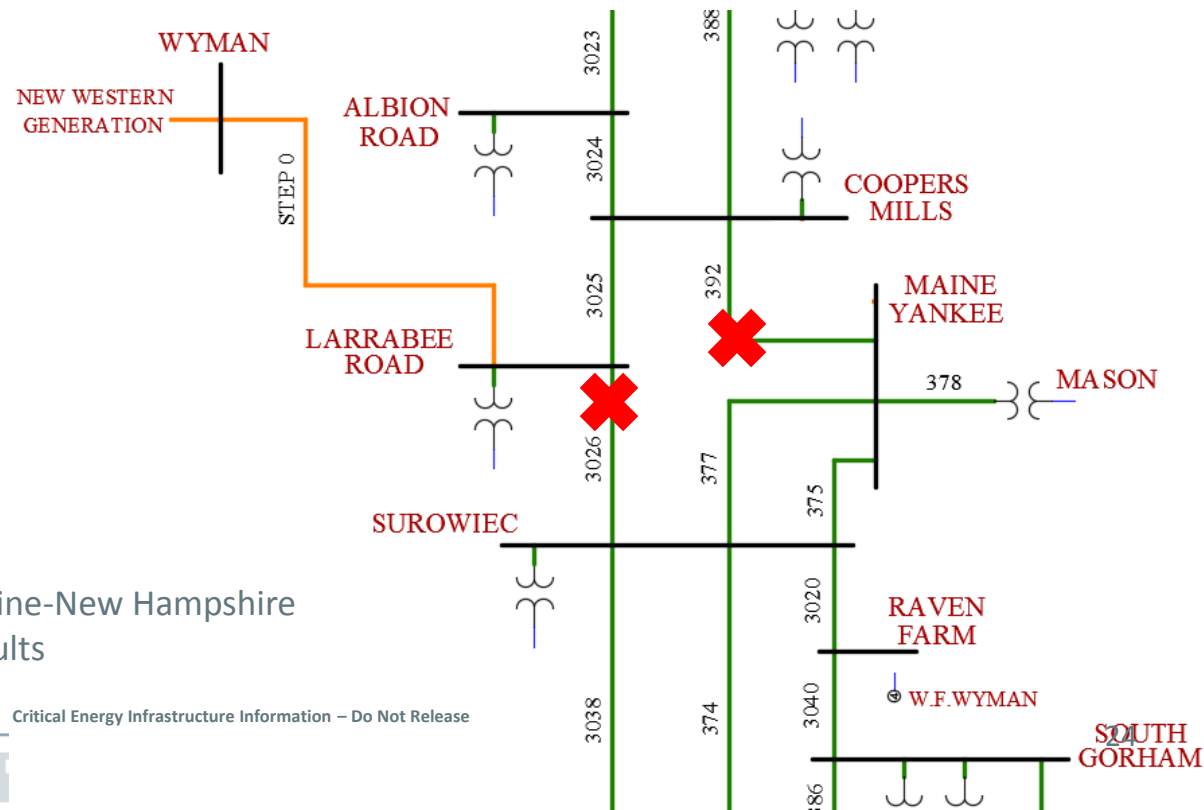 3023
388
WYMAN
NEW WESTERN
GENERATION
ALBION
ROAD
3024
STEP 0
COOPERS
MILLS
3025
392
MAINE
YANKEE
LARRABEE
ROAD
378
MASON
3026
377
375
SUROWIEC
3020
RAVEN
FARM
ine-New Hampshire
ults
W.F.WYMAN
Critical Energy Infrastructure Information – Do Not Release
3038
374
3040
24
SOUTH
GORHAM
86